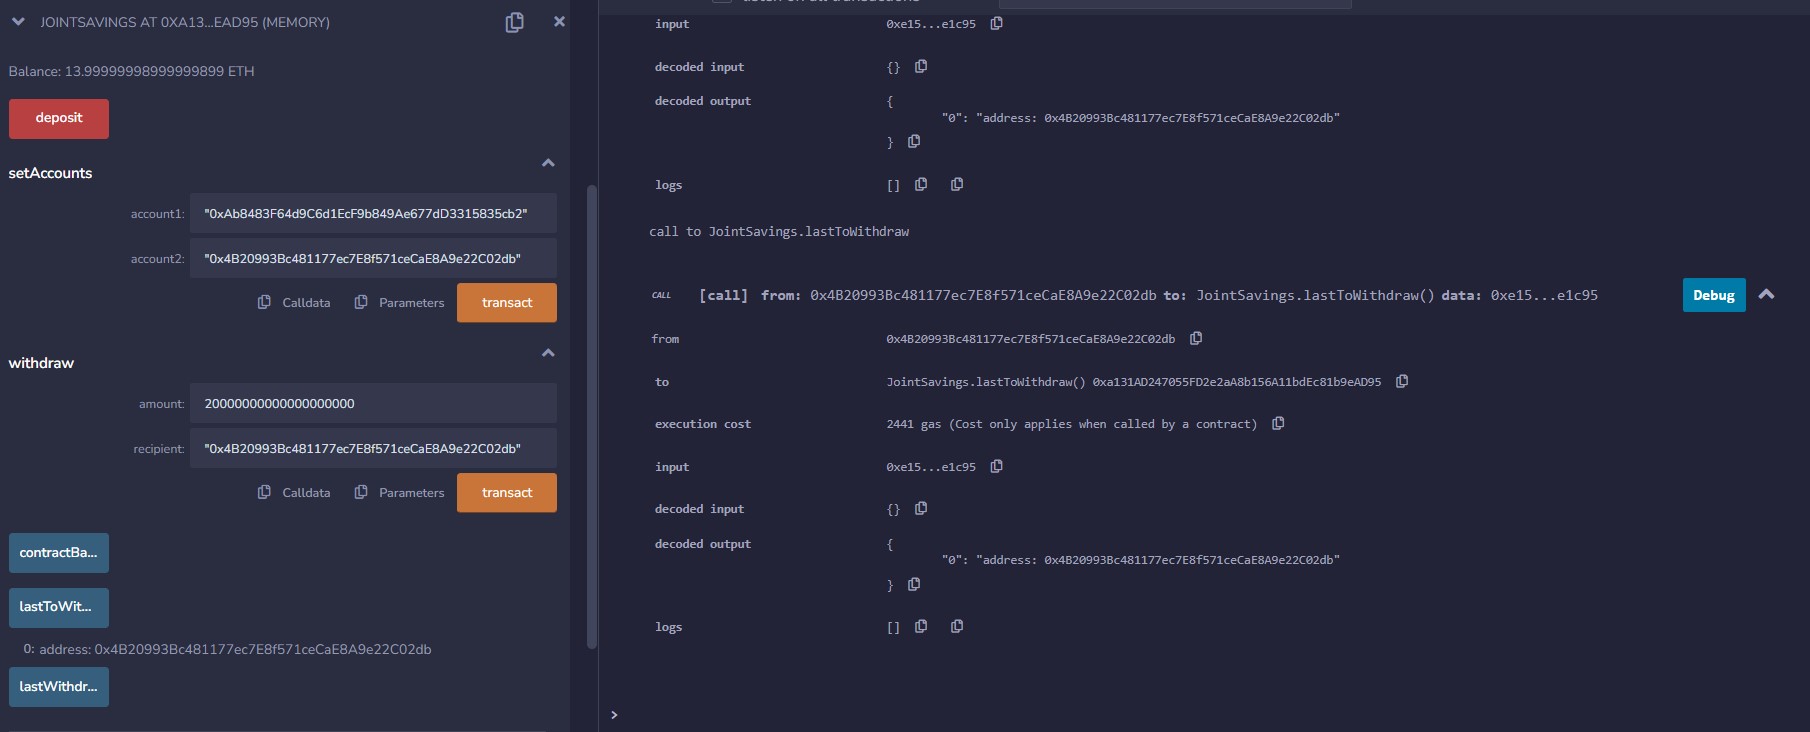 JOINTSAVINGS AT 0XA13...EAD95 (MEMORY)
Balance: 13.99999998999999899 ETH
deposit
setAccounts
account1: "0xAb8483F64d9C6d1EcF9b849Ae677dD3315835cb2"
account2: "0x4B20993Bc481177ec7E8f571ceCaE8A9e22C02db"
Calldata Parameters transact
withdraw
amount: 20000000000000000000
recipient: "0x4B20993Bc481177ec7E8f571ceCaE8A9e22C02db"
Calldata Parameters transact
contractBa...
lastToWit...
0: address: 0x4B20993Bc481177ec7E8f571ceCaE8A9e22C02db
lastWithdr...
listen on all transactions
input 0xe15...e1c95
decoded input {}
decoded output {
"0": "address: 0x4B20993Bc481177ec7E8f571ceCaE8A9e22C02db"
}
logs []
call to JointSavings.lastToWithdraw
CALL [call] from: 0x4B20993Bc481177ec7E8f571ceCaE8A9e22C02db to: JointSavings.lastToWithdraw() data: 0xe15...e1c95 Debug
from 0x4B20993Bc481177ec7E8f571ceCaE8A9e22C02db
to JointSavings.lastToWithdraw() 0xa131AD247055FD2e2aA8b156A11bdEc81b9eAD95
execution cost 2441 gas (Cost only applies when called by a contract)
input 0xe15...e1c95
decoded input {}
decoded output {
"0": "address: 0x4B20993Bc481177ec7E8f571ceCaE8A9e22C02db"
}
logs []
>